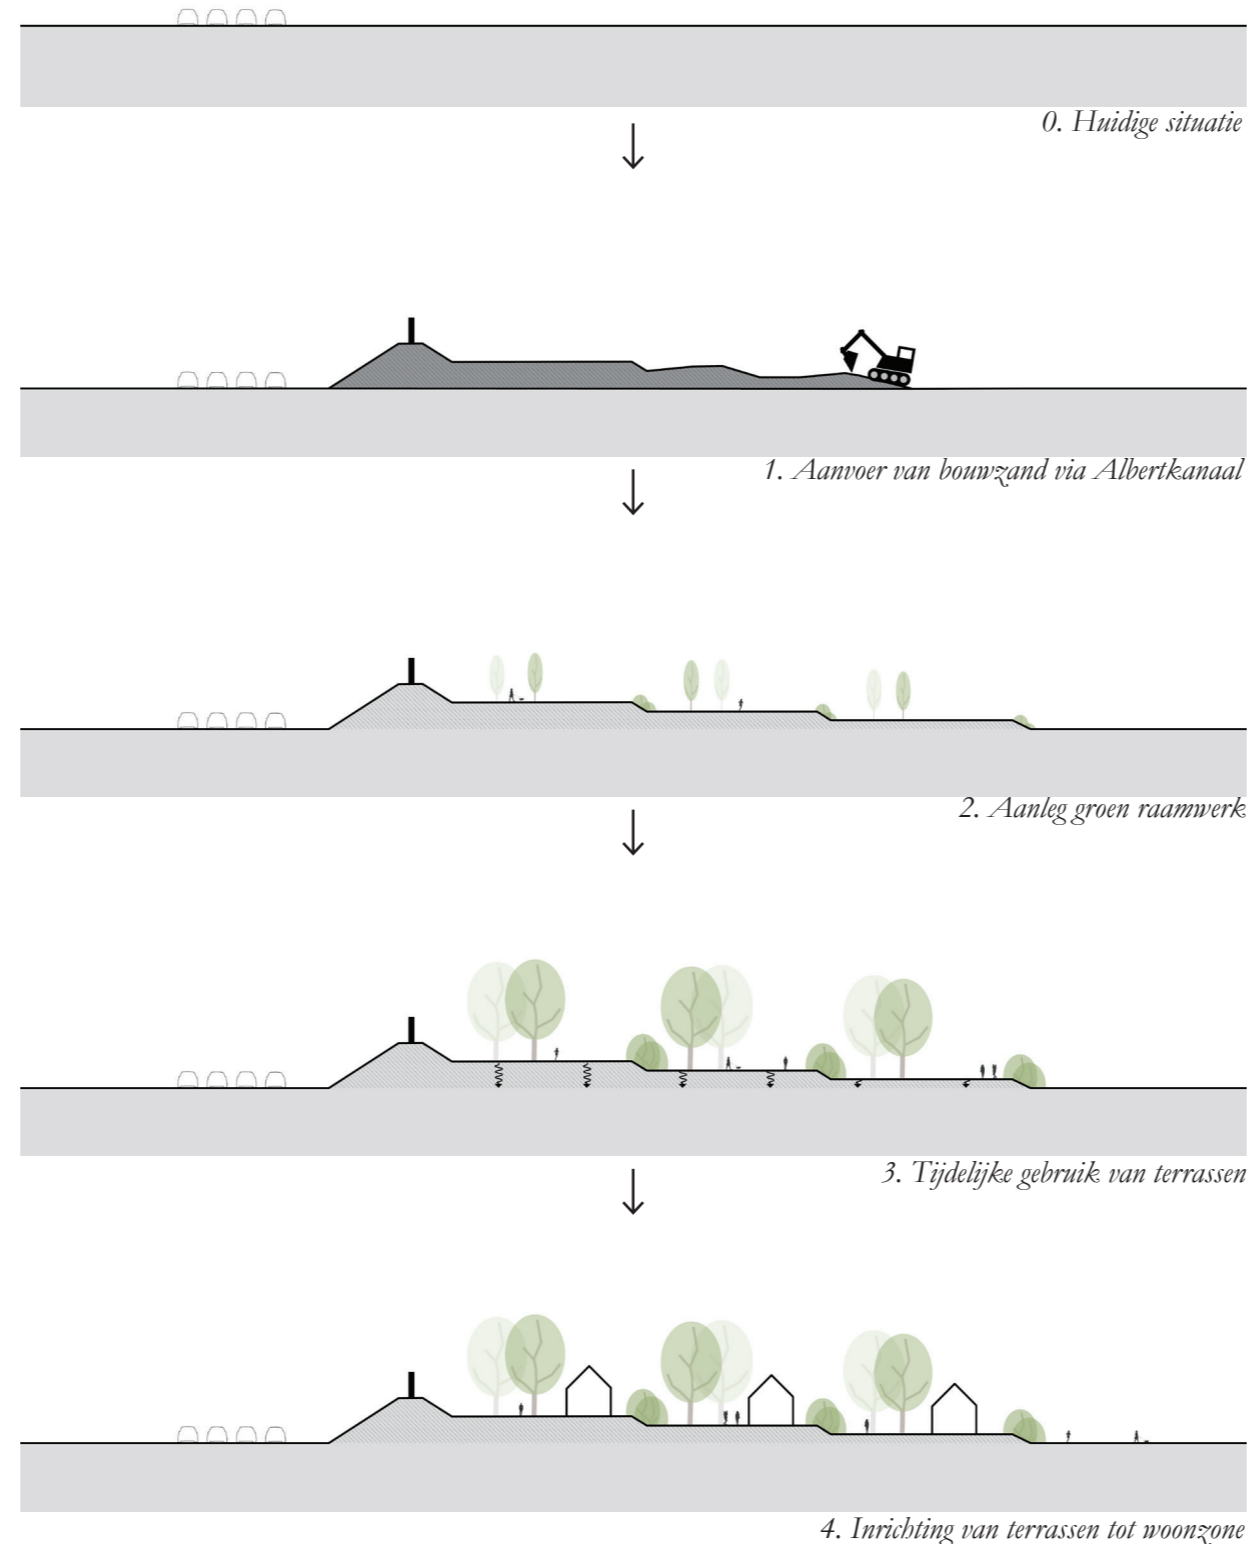 0. Huidige situatie
1. Aanvoer van bouwzand via Albertkanaal
2. Aanleg groen raamwerk
3. Tijdelijke gebruik van terrassen
4. Inrichting van terrassen tot woonzone